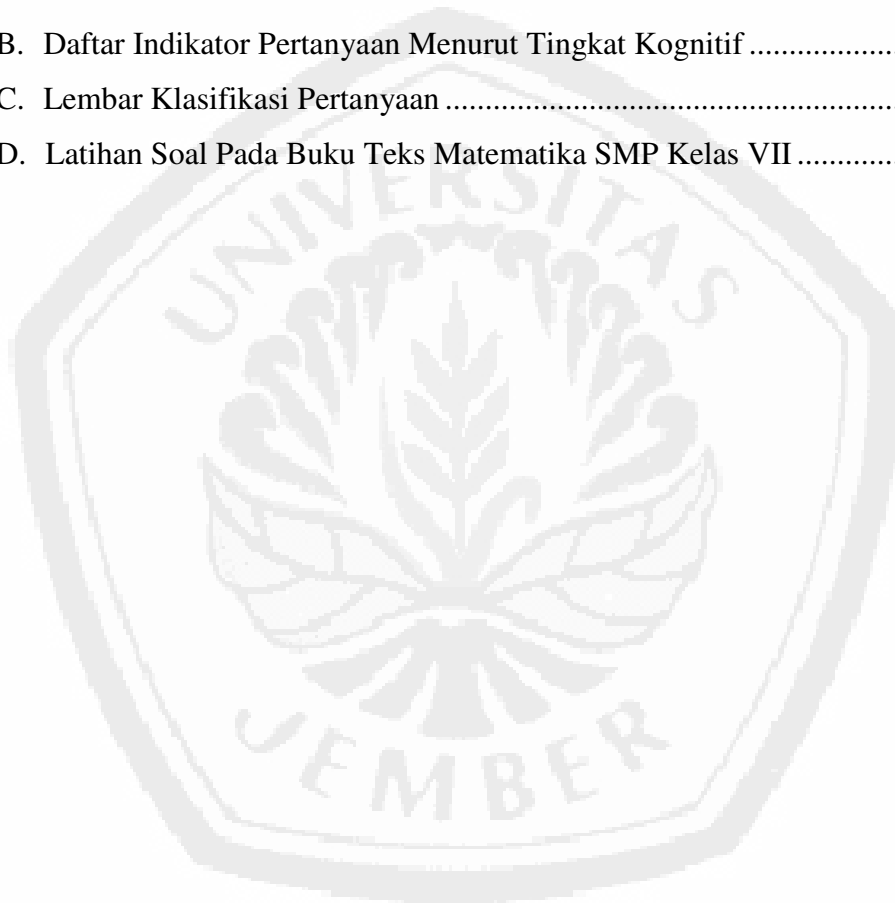 B. Daftar Indikator Pertanyaan Menurut Tingkat Kognitif ..................
C. Lembar Klasifikasi Pertanyaan .........................................................
D. Latihan Soal Pada Buku Teks Matematika SMP Kelas VII ............
UNIVERSITAS
JEMBER